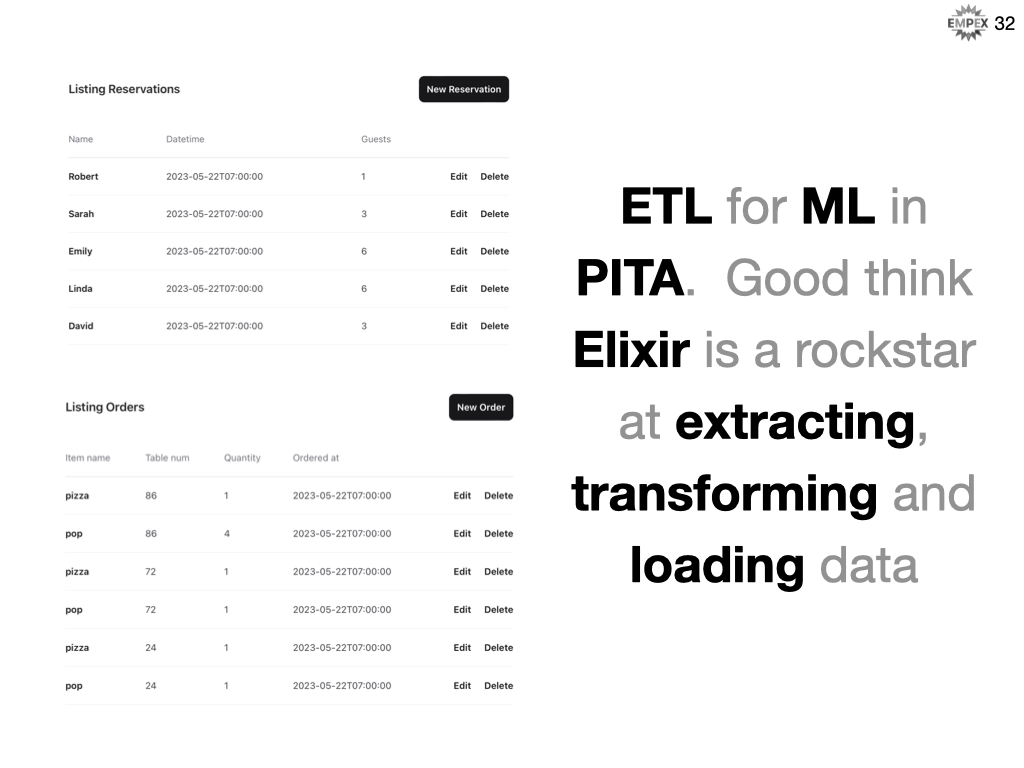 EMPEX 32
Listing Reservations New Reservation
Name Datetime Guests
Robert 2023-05-22T07:00:00 1 Edit Delete
Sarah 2023-05-22T07:00:00 3 Edit Delete
Emily 2023-05-22T07:00:00 6 Edit Delete
Linda 2023-05-22T07:00:00 6 Edit Delete
David 2023-05-22T07:00:00 3 Edit Delete
Listing Orders New Order
Item name Table num Quantity Ordered at
pizza 86 1 2023-05-22T07:00:00 Edit Delete
pop 86 4 2023-05-22T07:00:00 Edit Delete
pizza 72 1 2023-05-22T07:00:00 Edit Delete
pop 72 1 2023-05-22T07:00:00 Edit Delete
pizza 24 1 2023-05-22T07:00:00 Edit Delete
pop 24 1 2023-05-22T07:00:00 Edit Delete
ETL for ML in
PITA. Good think
Elixir is a rockstar
at extracting,
transforming and
loading data